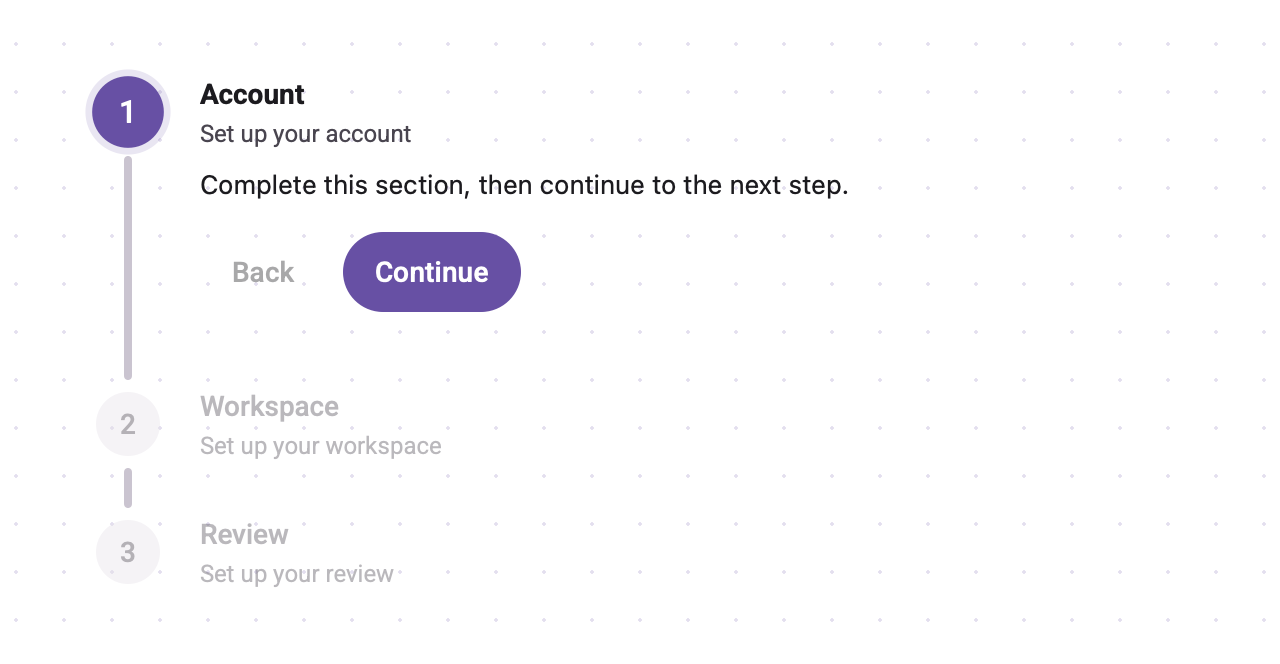 1
Account
Set up your account
Complete this section, then continue to the next step.
Back
Continue
2
Workspace
Set up your workspace
3
Review
Set up your review